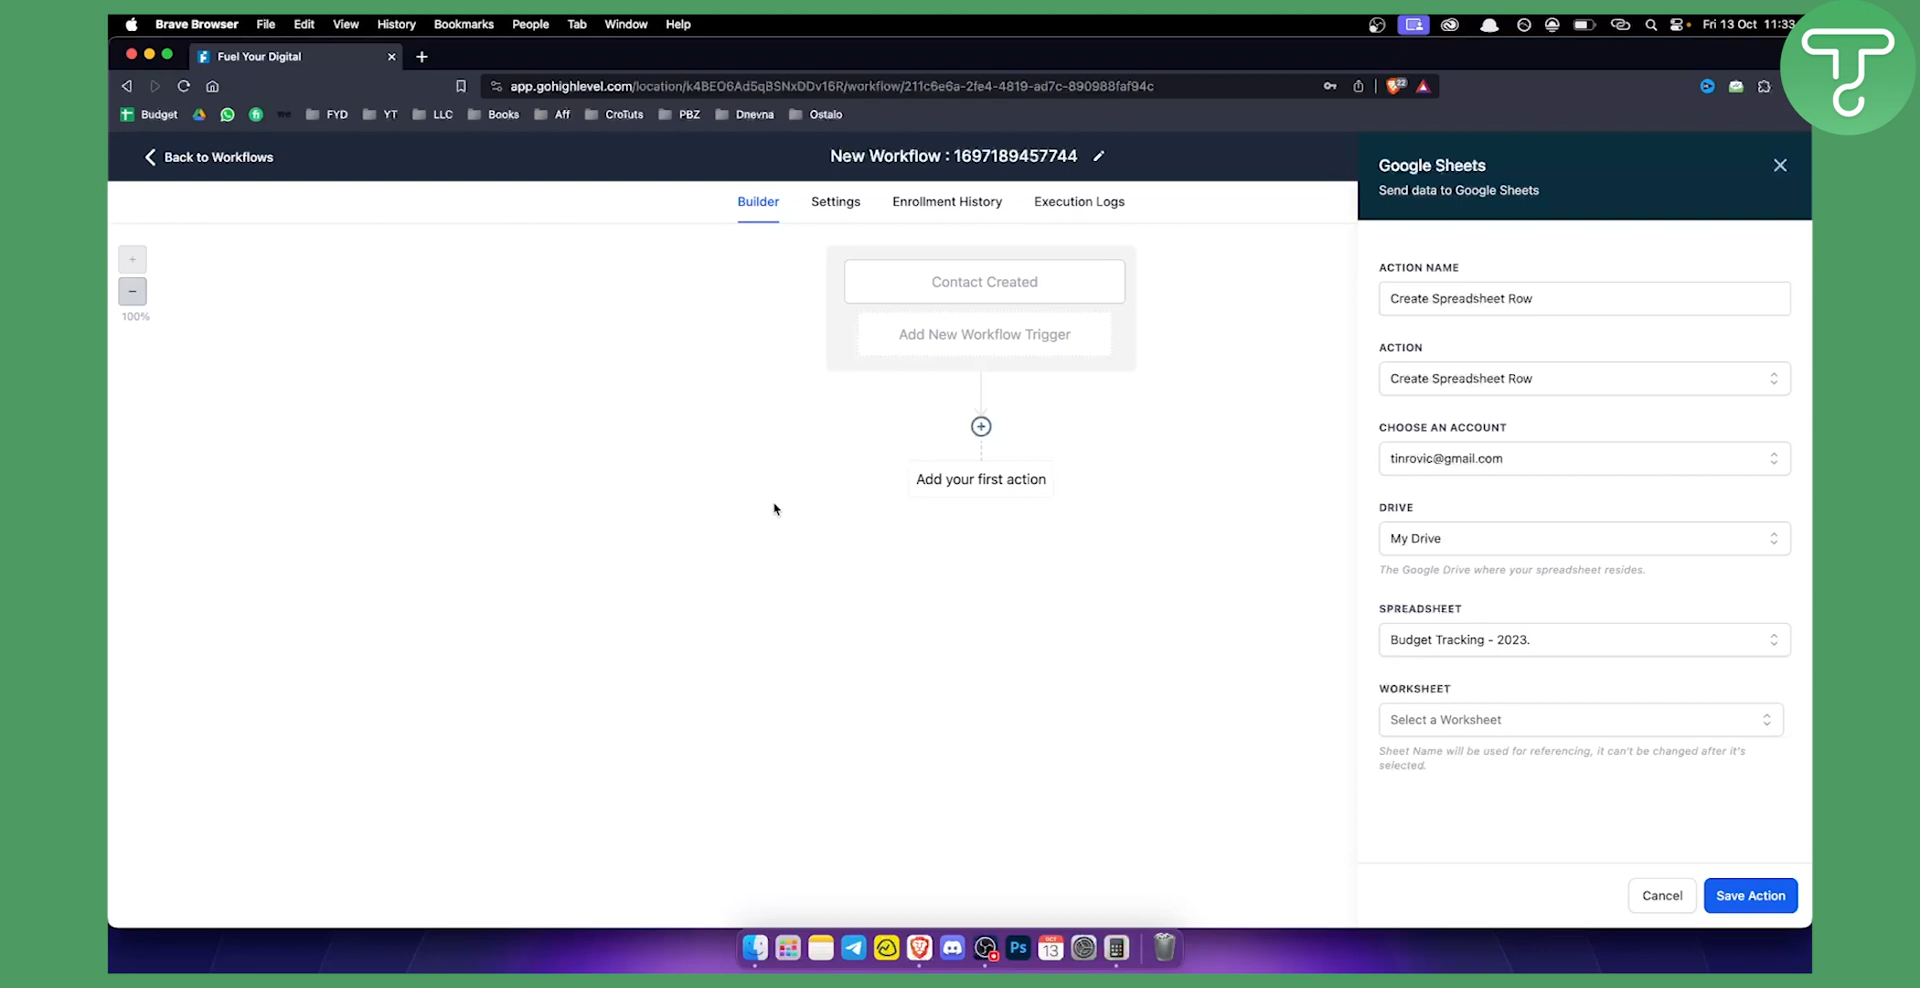 Brave Browser File Edit View History Bookmarks People Tab Window Help
Fri 13 Oct 11:33
Fuel Your Digital
app.gohighlevel.com/location/k4BEO6Ad5qBSNxDDv16R/workflow/211c6e6a-2fe4-4819-ad7c-890988faf94c
22
Budget FYD YT LLC Books Aff CroTuts PBZ Dnevna Ostalo
Back to Workflows
New Workflow : 1697189457744
Builder Settings Enrollment History Execution Logs
+
−
100%
Contact Created
Add New Workflow Trigger
Add your first action
Google Sheets
Send data to Google Sheets
ACTION NAME
Create Spreadsheet Row
ACTION
Create Spreadsheet Row
CHOOSE AN ACCOUNT
tinrovic@gmail.com
DRIVE
My Drive
The Google Drive where your spreadsheet resides.
SPREADSHEET
Budget Tracking - 2023.
WORKSHEET
Select a Worksheet
Sheet Name will be used for referencing, it can't be changed after it's
selected.
Cancel Save Action
Ps
OCT
13